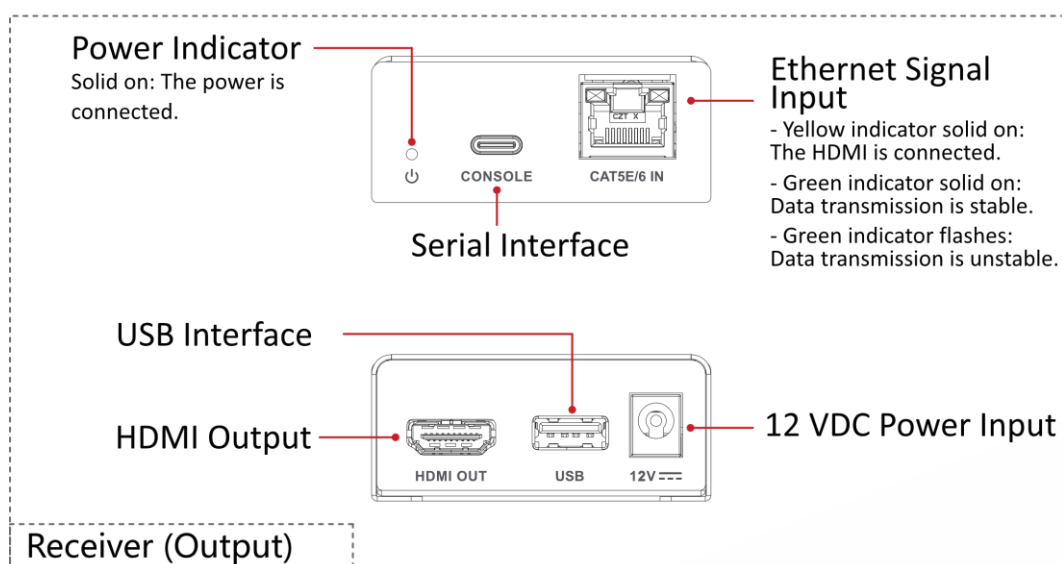 Power Indicator
Solid on: The power is
connected.
CONSOLE
CZT X
CAT5E/6 IN
Serial Interface
Ethernet Signal
Input
- Yellow indicator solid on:
The HDMI is connected.
- Green indicator solid on:
Data transmission is stable.
- Green indicator flashes:
Data transmission is unstable.
USB Interface
HDMI Output
HDMI OUT
USB
12V
12 VDC Power Input
Receiver (Output)